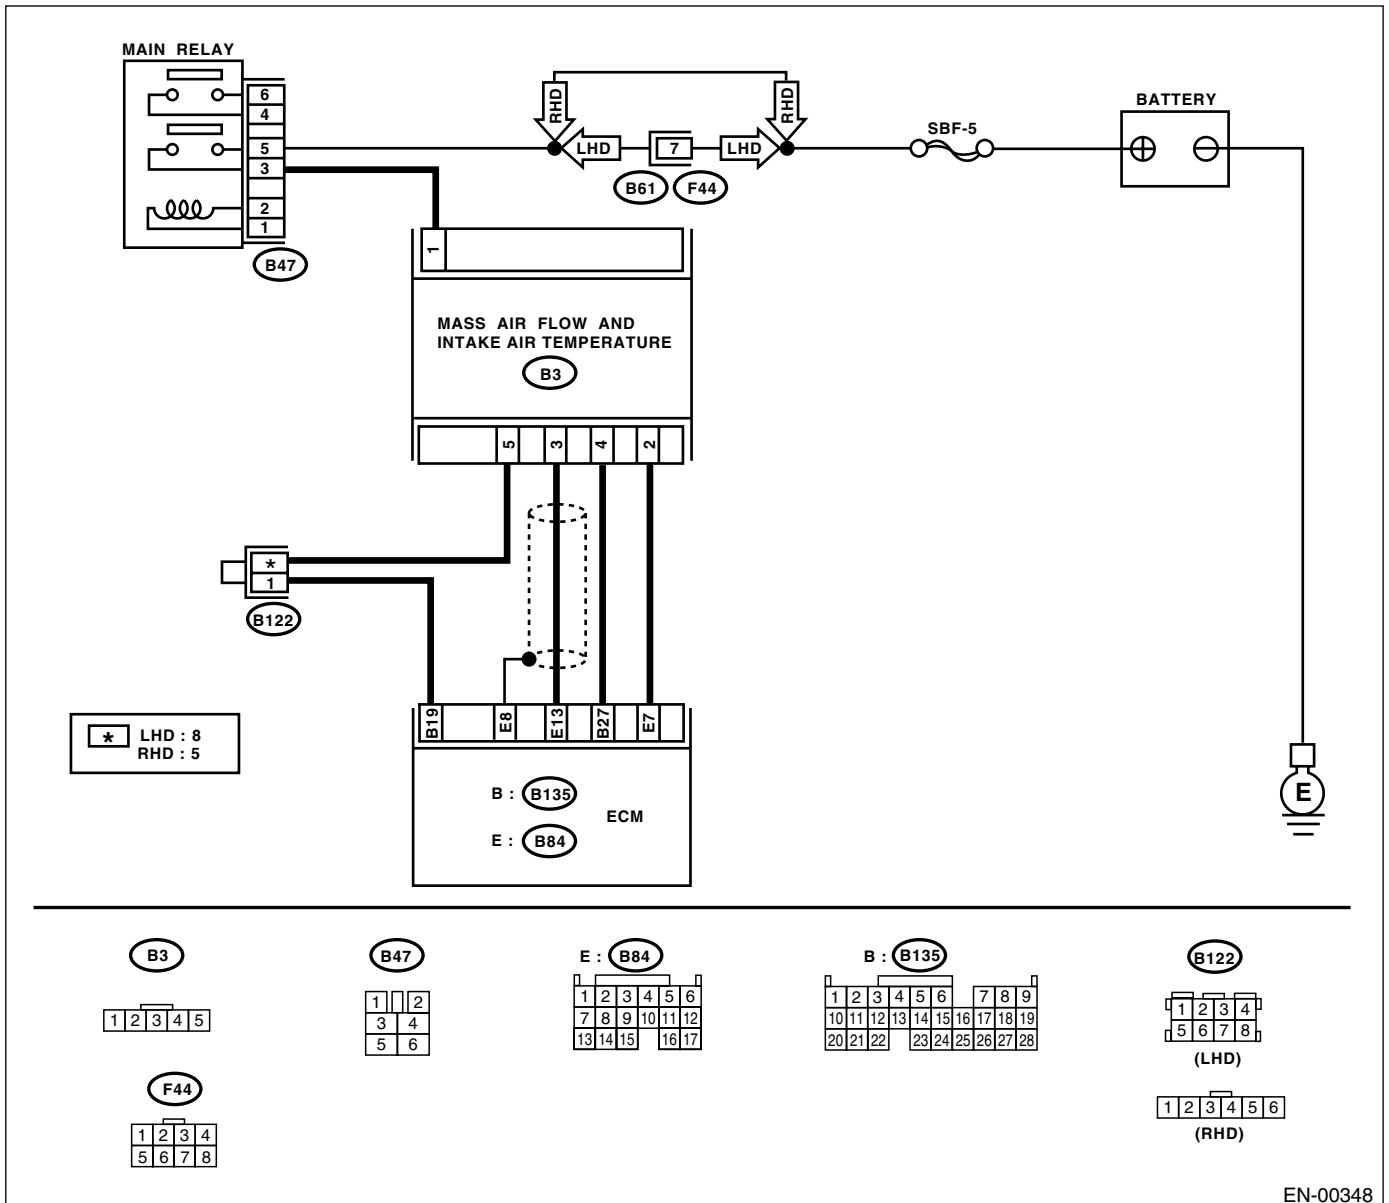 MAIN RELAY
6
4
5
3
2
1
B47
RHD
RHD
LHD
7
LHD
B61
F44
SBF-5
BATTERY
1
MASS AIR FLOW AND
INTAKE AIR TEMPERATURE
B3
5
3
4
2
*
1
B122
B19
E8
E13
B27
E7
* LHD : 8
RHD : 5
B : B135
ECM
E : B84
E
B3
1 2 3 4 5
B47
1 2
3 4
5 6
E : B84
1 2 3 4 5 6
7 8 9 10 11 12
13 14 15 16 17
B : B135
1 2 3 4 5 6 7 8 9
10 11 12 13 14 15 16 17 18 19
20 21 22 23 24 25 26 27 28
B122
1 2 3 4
5 6 7 8
(LHD)
F44
1 2 3 4
5 6 7 8
1 2 3 4 5 6
(RHD)
EN-00348